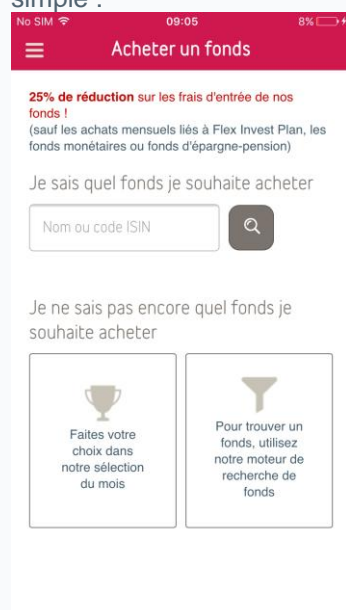 simple :
No SIM 09:05 8%
Acheter un fonds
25% de réduction sur les frais d'entrée de nos
fonds !
(sauf les achats mensuels liés à Flex Invest Plan, les
fonds monétaires ou fonds d'épargne-pension)
Je sais quel fonds je souhaite acheter
Nom ou code ISIN
Je ne sais pas encore quel fonds je
souhaite acheter
Faites votre
choix dans
notre sélection
du mois
Pour trouver un
fonds, utilisez
notre moteur de
recherche de
fonds